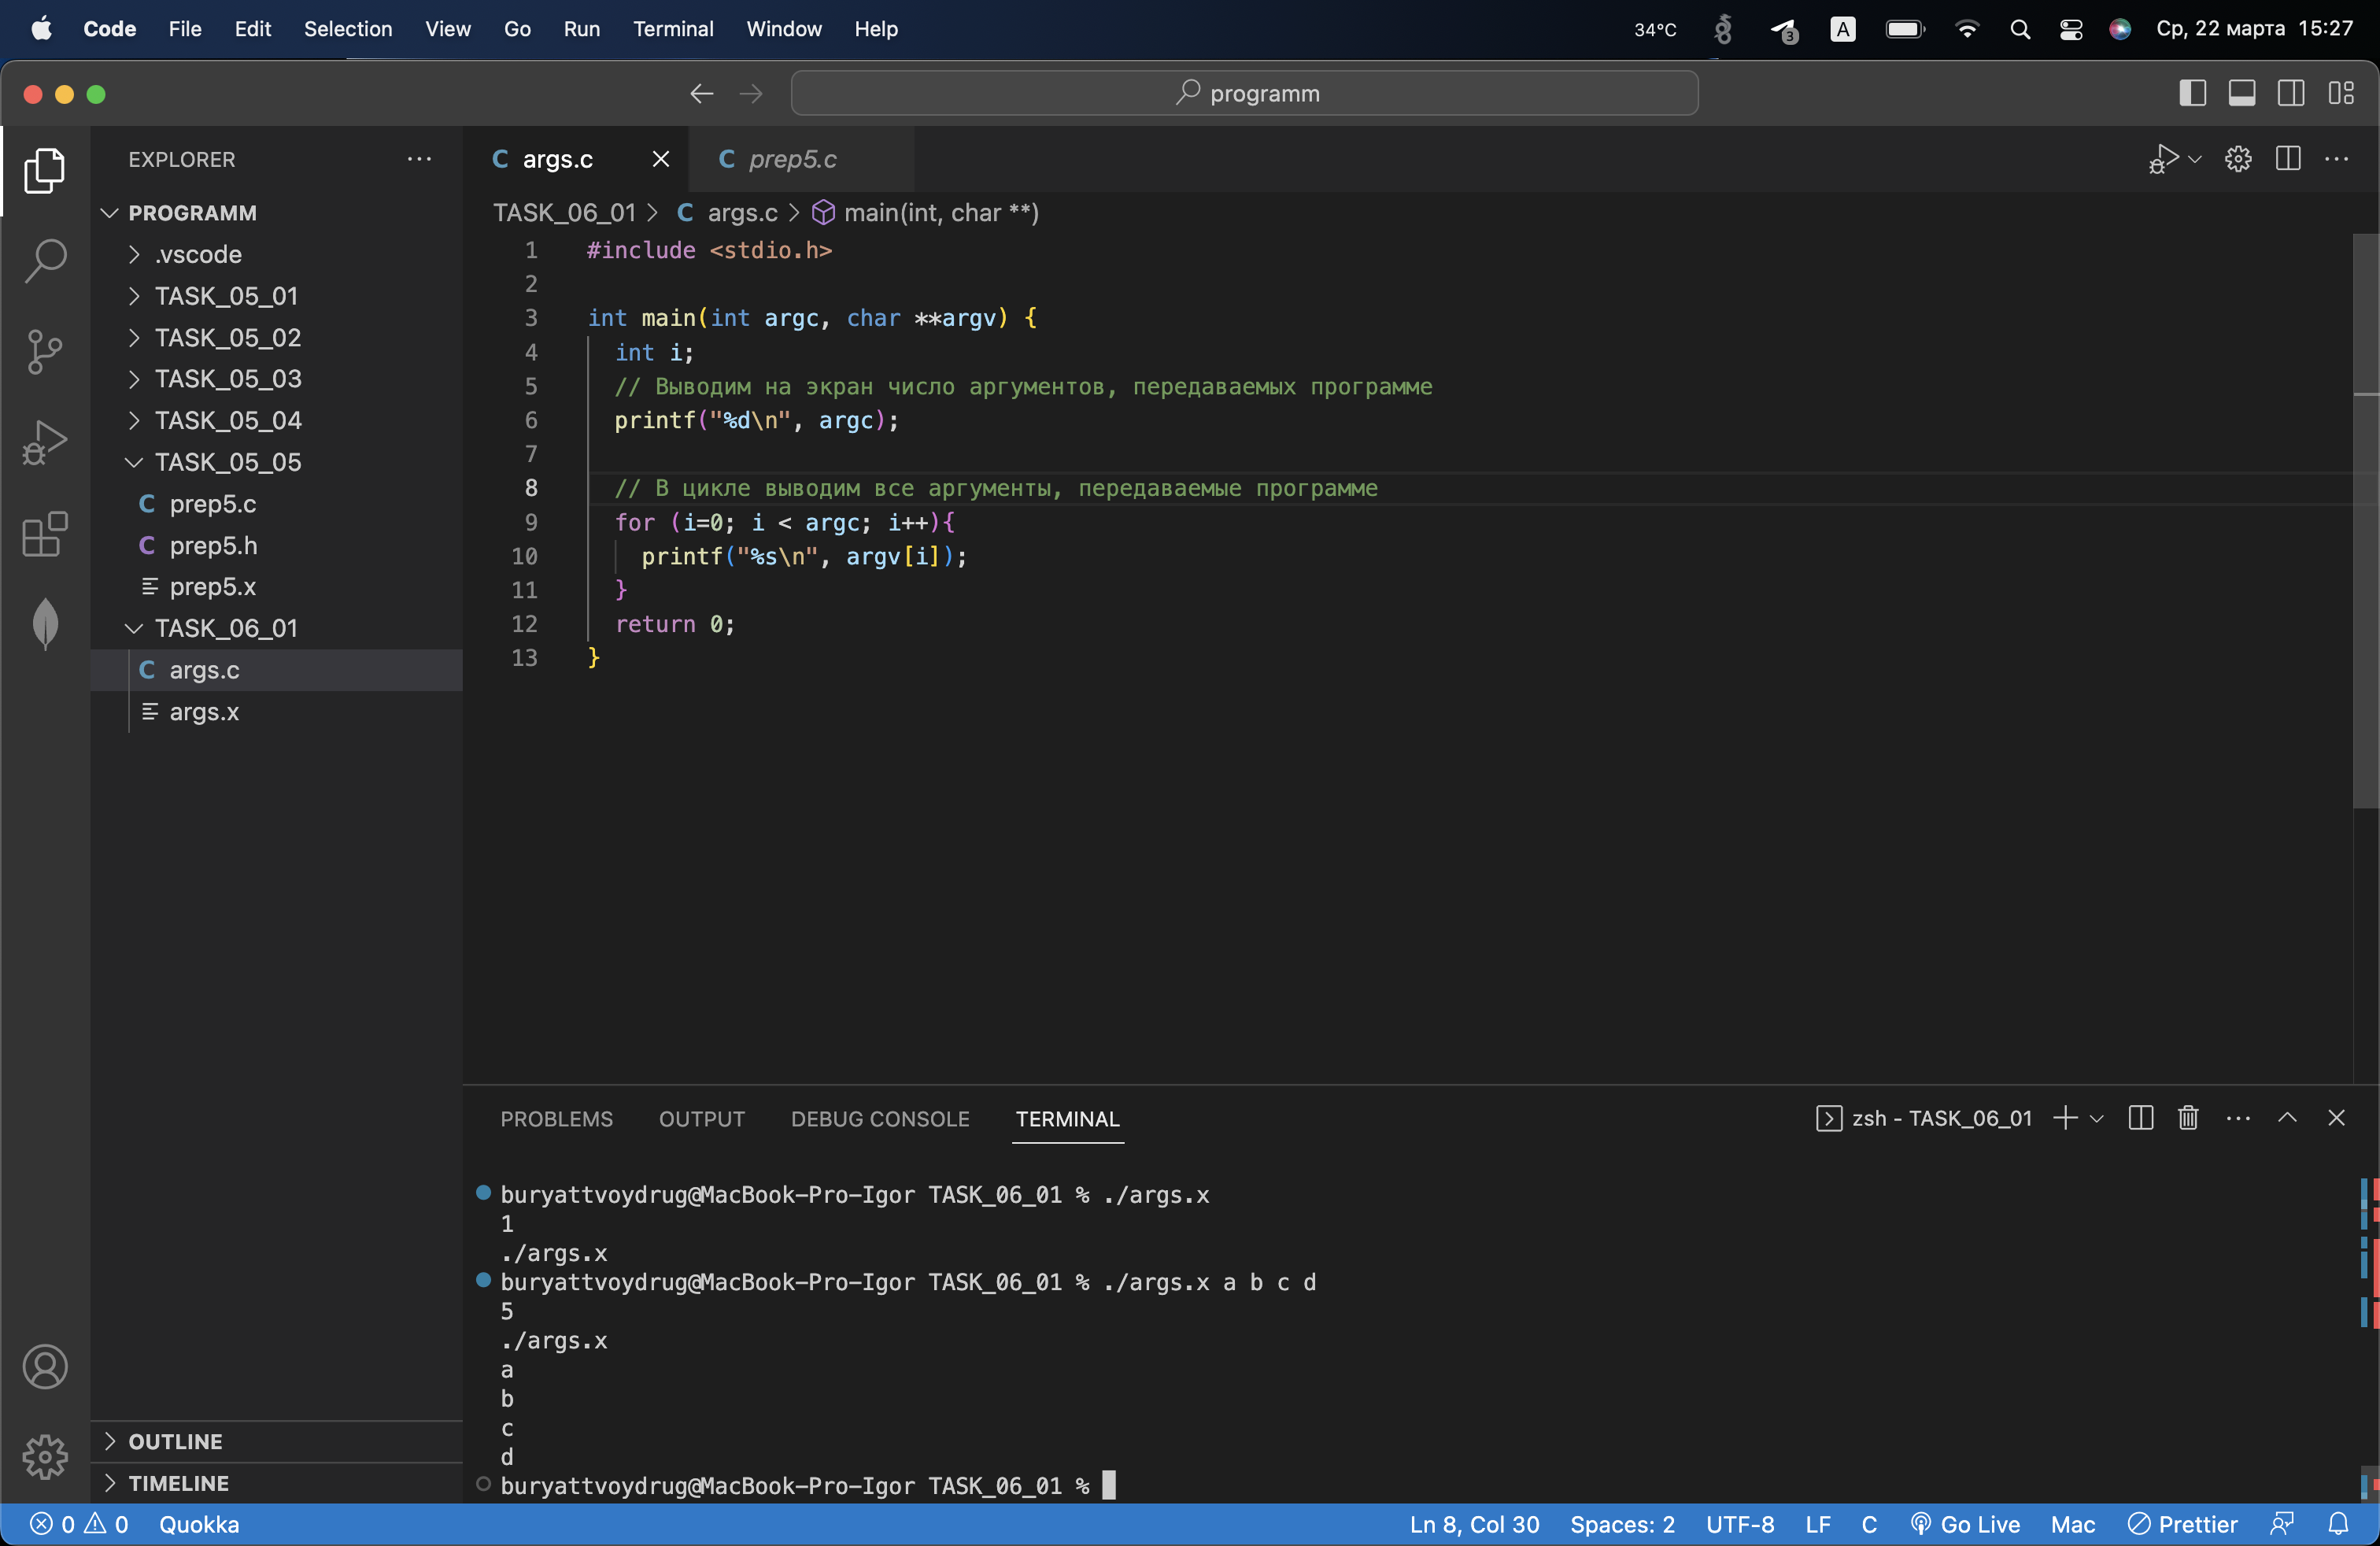 Code File Edit Selection View Go Run Terminal Window Help 34°C 3 A Ср, 22 марта 15:27
programm
EXPLORER
PROGRAMM
.vscode
TASK_05_01
TASK_05_02
TASK_05_03
TASK_05_04
TASK_05_05
C prep5.c
C prep5.h
prep5.x
TASK_06_01
C args.c
args.x
OUTLINE
TIMELINE
C args.c C prep5.c
TASK_06_01 > C args.c > main(int, char **)
1 #include <stdio.h>
2
3 int main(int argc, char **argv) {
4 int i;
5 // Выводим на экран число аргументов, передаваемых программе
6 printf("%d\n", argc);
7
8 // В цикле выводим все аргументы, передаваемые программе
9 for (i=0; i < argc; i++){
10 printf("%s\n", argv[i]);
11 }
12 return 0;
13 }
PROBLEMS OUTPUT DEBUG CONSOLE TERMINAL zsh - TASK_06_01
buryattvoydrug@MacBook-Pro-Igor TASK_06_01 % ./args.x
1
./args.x
buryattvoydrug@MacBook-Pro-Igor TASK_06_01 % ./args.x a b c d
5
./args.x
a
b
c
d
buryattvoydrug@MacBook-Pro-Igor TASK_06_01 %
0 0 Quokka Ln 8, Col 30 Spaces: 2 UTF-8 LF C Go Live Mac Prettier